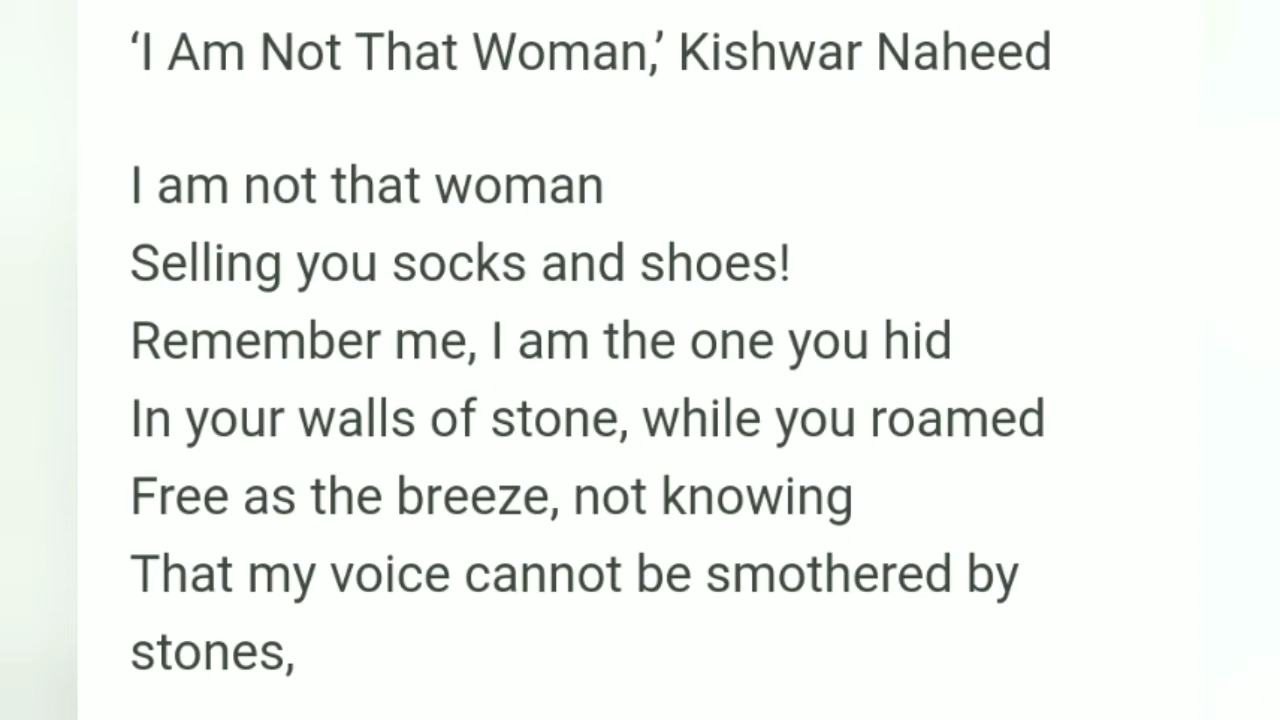 ‘I Am Not That Woman,’ Kishwar Naheed
I am not that woman
Selling you socks and shoes!
Remember me, I am the one you hid
In your walls of stone, while you roamed
Free as the breeze, not knowing
That my voice cannot be smothered by
stones,